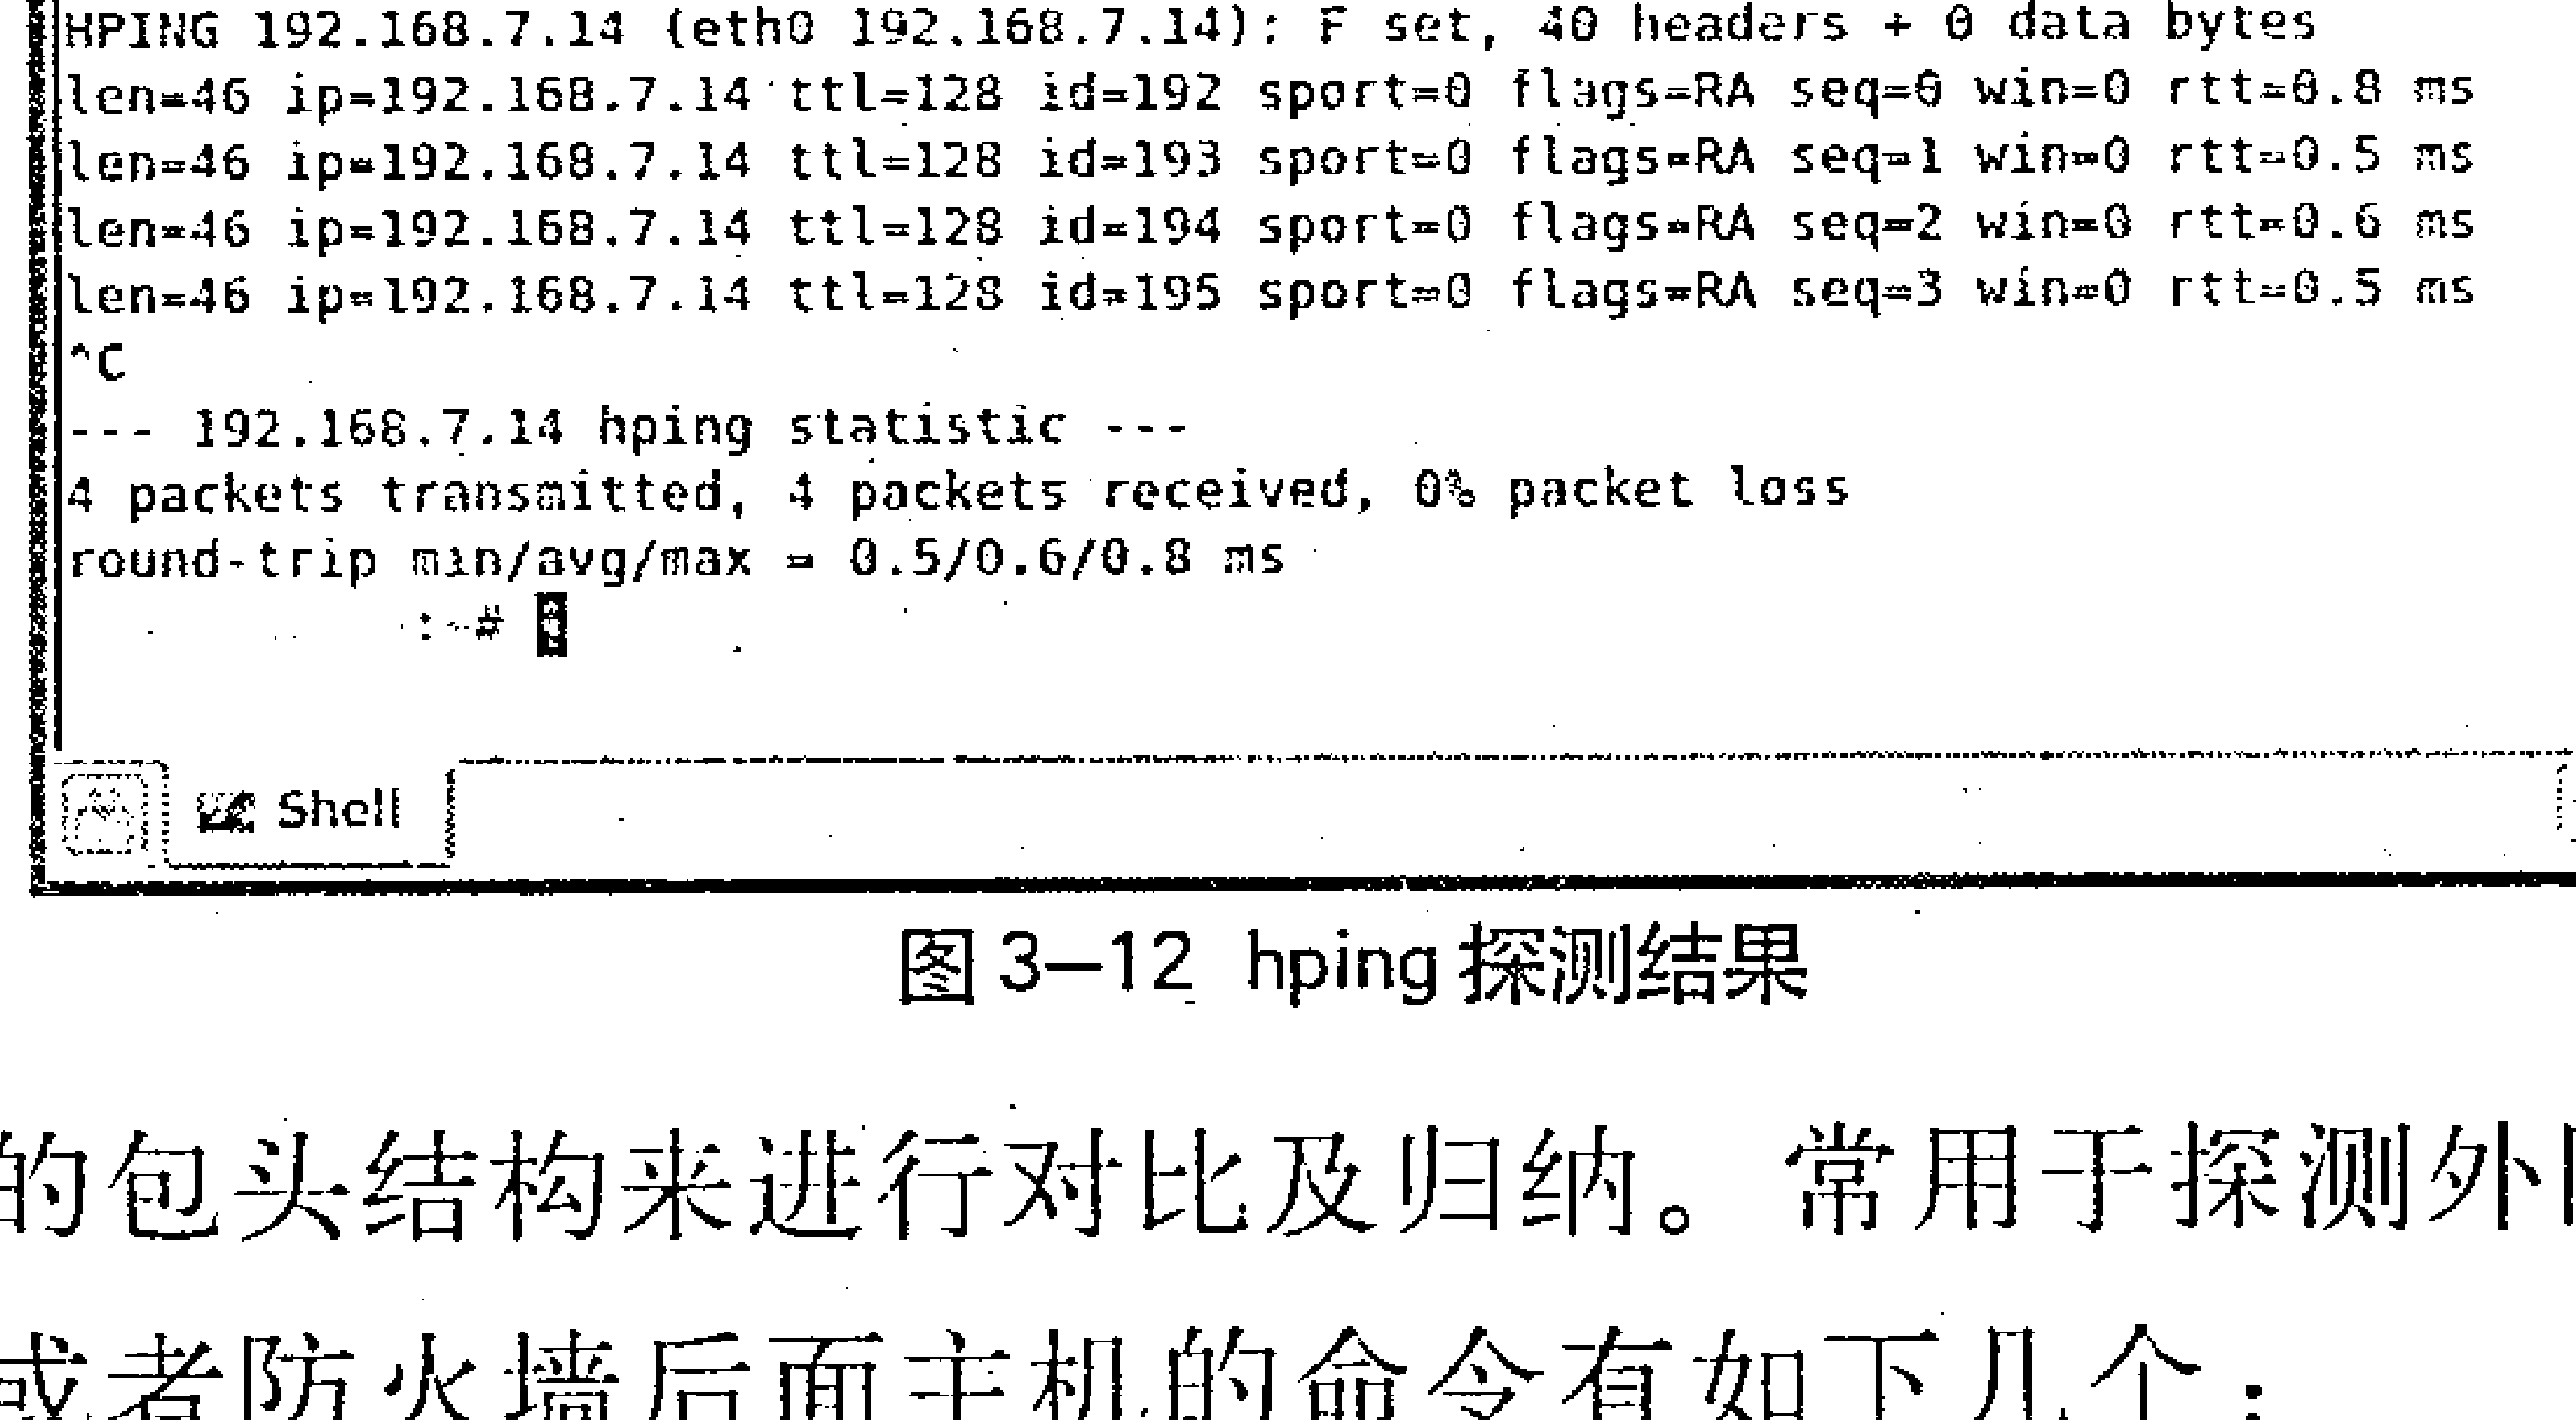 HPING 192.168.7.14 (eth0 192.168.7.14): F set, 40 headers + 0 data bytes
len=46 ip=192.168.7.14 ttl=128 id=192 sport=0 flags=RA seq=0 win=0 rtt=0.8 ms
len=46 ip=192.168.7.14 ttl=128 id=193 sport=0 flags=RA seq=1 win=0 rtt=0.5 ms
len=46 ip=192.168.7.14 ttl=128 id=194 sport=0 flags=RA seq=2 win=0 rtt=0.6 ms
len=46 ip=192.168.7.14 ttl=128 id=195 sport=0 flags=RA seq=3 win=0 rtt=0.5 ms
^C
--- 192.168.7.14 hping statistic ---
4 packets transmitted, 4 packets received, 0% packet loss
round-trip min/avg/max = 0.5/0.6/0.8 ms
:~#
Shell
图 3—12 hping 探测结果
的包头结构来进行对比及归纳。常用于探测外
或者防火墙后面主机的命令有如下几个：